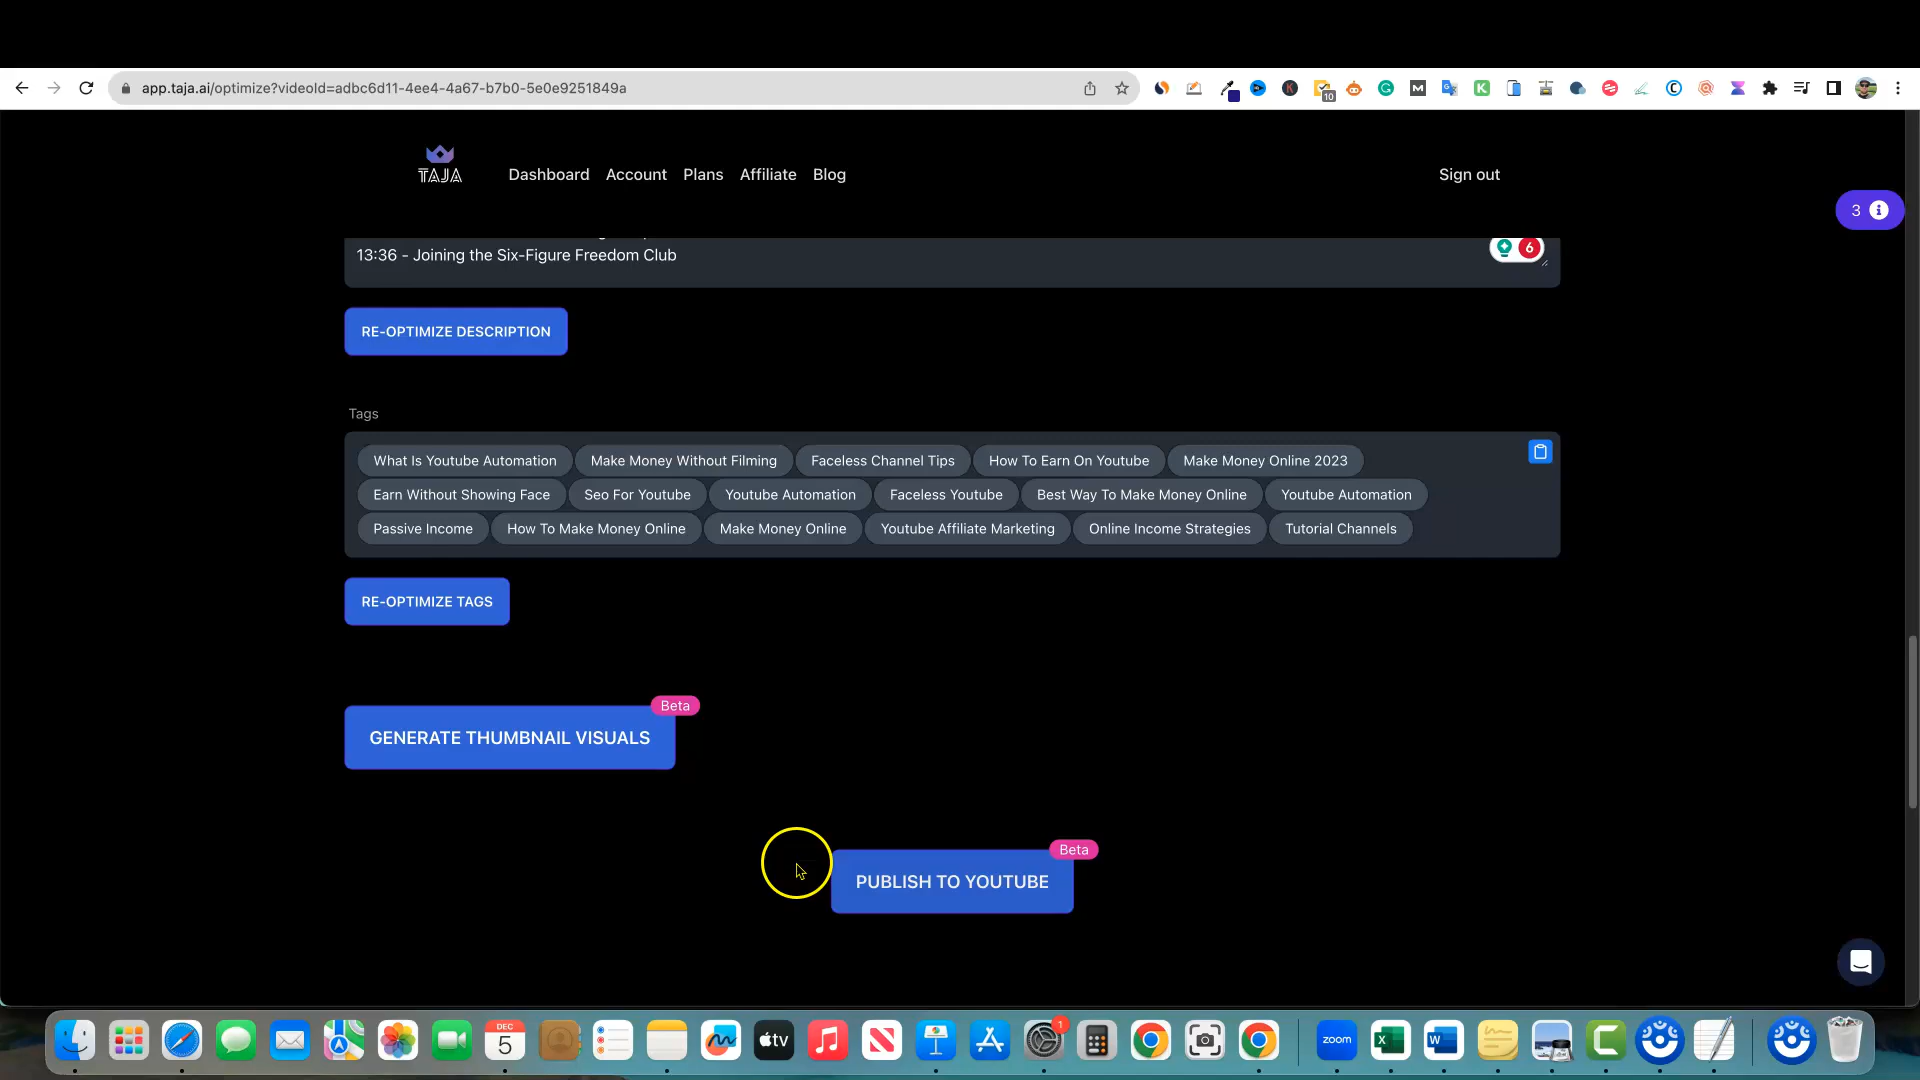 app.taja.ai/optimize?videoId=adbc6d11-4ee4-4a67-b7b0-5e0e9251849a
10
TAJA
Dashboard Account Plans Affiliate Blog Sign out
3
13:36 - Joining the Six-Figure Freedom Club
6
RE-OPTIMIZE DESCRIPTION
Tags
What Is Youtube Automation Make Money Without Filming Faceless Channel Tips How To Earn On Youtube Make Money Online 2023
Earn Without Showing Face Seo For Youtube Youtube Automation Faceless Youtube Best Way To Make Money Online Youtube Automation
Passive Income How To Make Money Online Make Money Online Youtube Affiliate Marketing Online Income Strategies Tutorial Channels
RE-OPTIMIZE TAGS
Beta
GENERATE THUMBNAIL VISUALS
Beta
PUBLISH TO YOUTUBE
DEC
5
tv
1
zoom